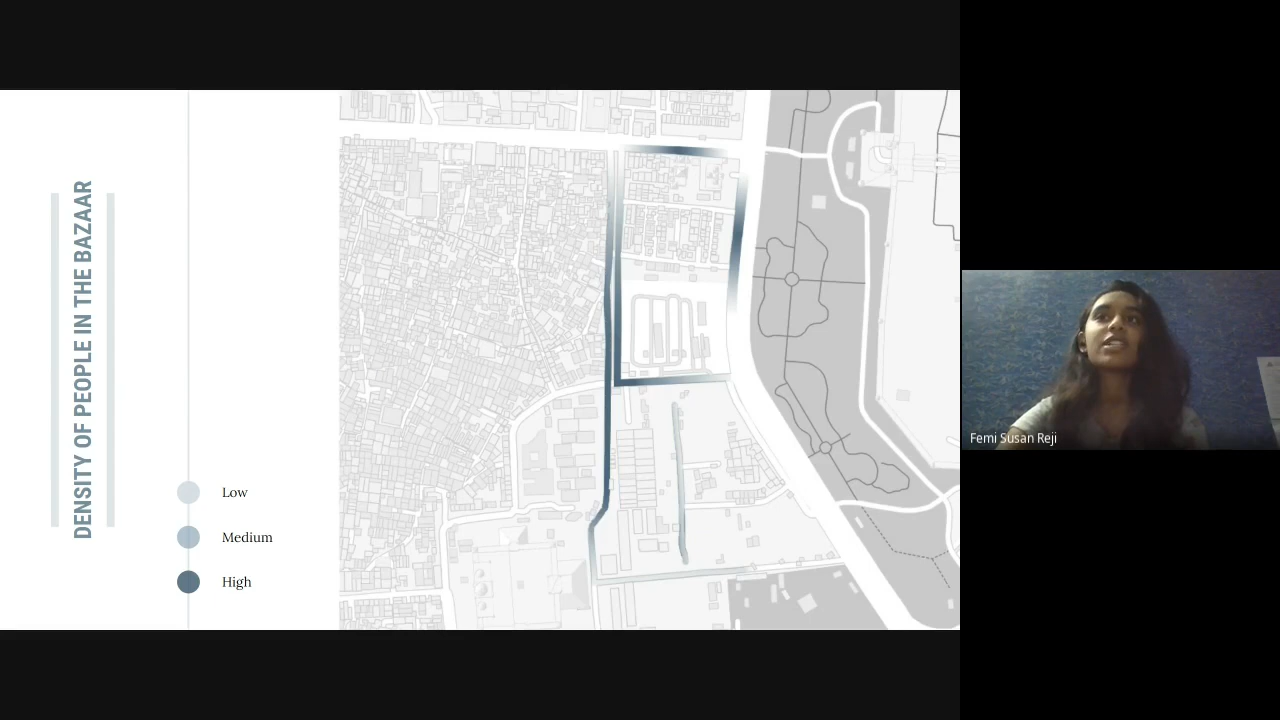 DENSITY OF PEOPLE IN THE BAZAAR
Low
Medium
High
Femi Susan Reji